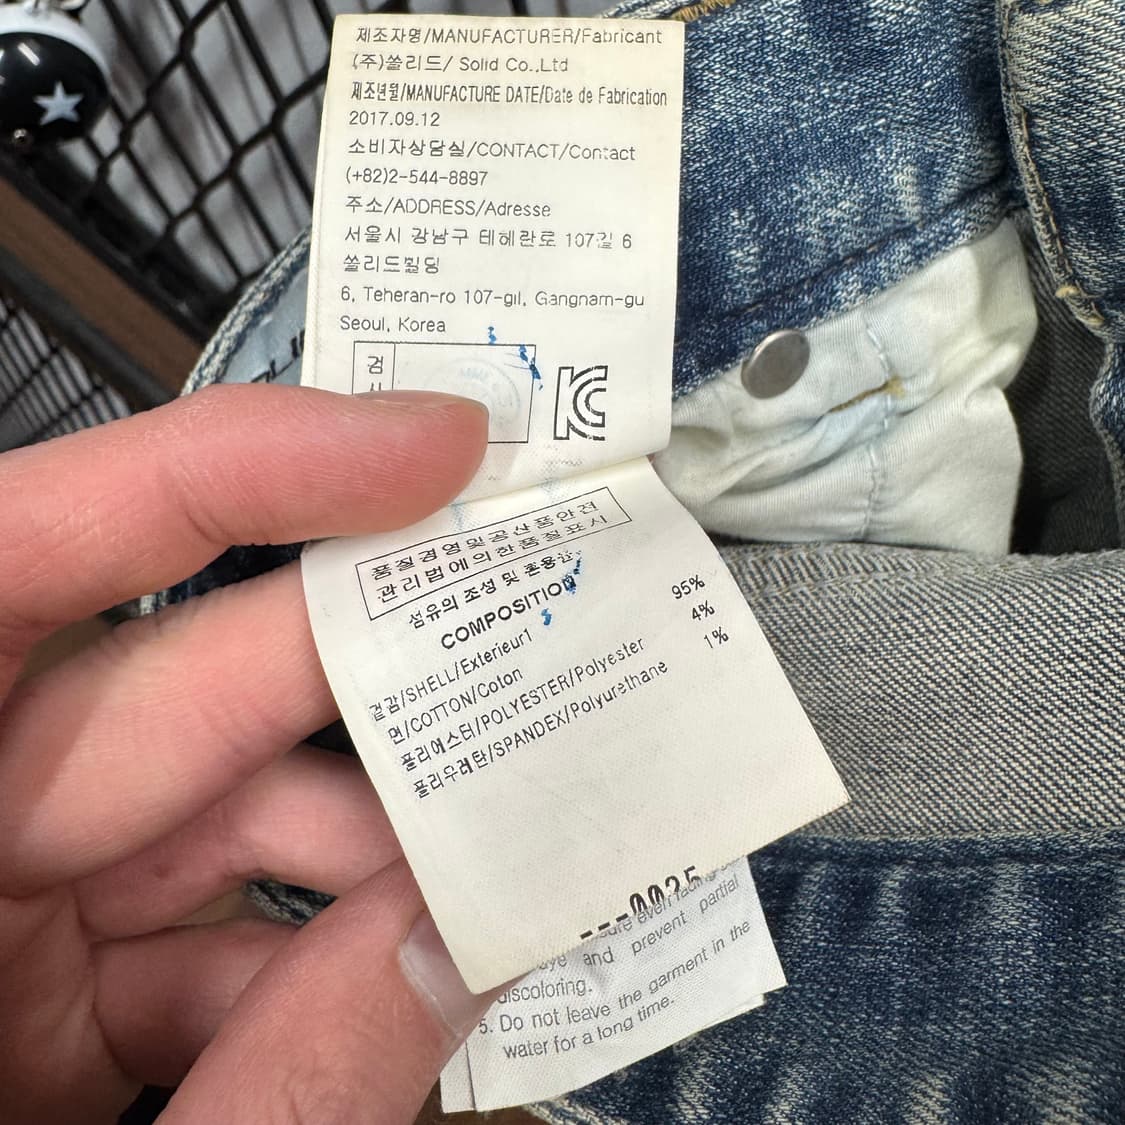 제조자명/MANUFACTURER/Fabricant
(주)쏠리드/ Solid Co.,Ltd
제조년월/MANUFACTURE DATE/Date de Fabrication
2017.09.12
소비자상담실/CONTACT/Contact
(+82)2-544-8897
주소/ADDRESS/Adresse
서울시 강남구 테헤란로 107길 6
쏠리드빌딩
6, Teheran-ro 107-gil, Gangnam-gu
Seoul, Korea
검
품질경영및공산품안전
관리법에의한품질표시
섬유의 조성 및 혼용율
COMPOSITION
겉감/SHELL/Exterieur1
면/COTTON/Coton 95%
폴리에스터/POLYESTER/Polyester 4%
폴리우레탄/SPANDEX/Polyurethane 1%
---0025
and prevent partial
discoloring.
5. Do not leave the garment in the
water for a long time.